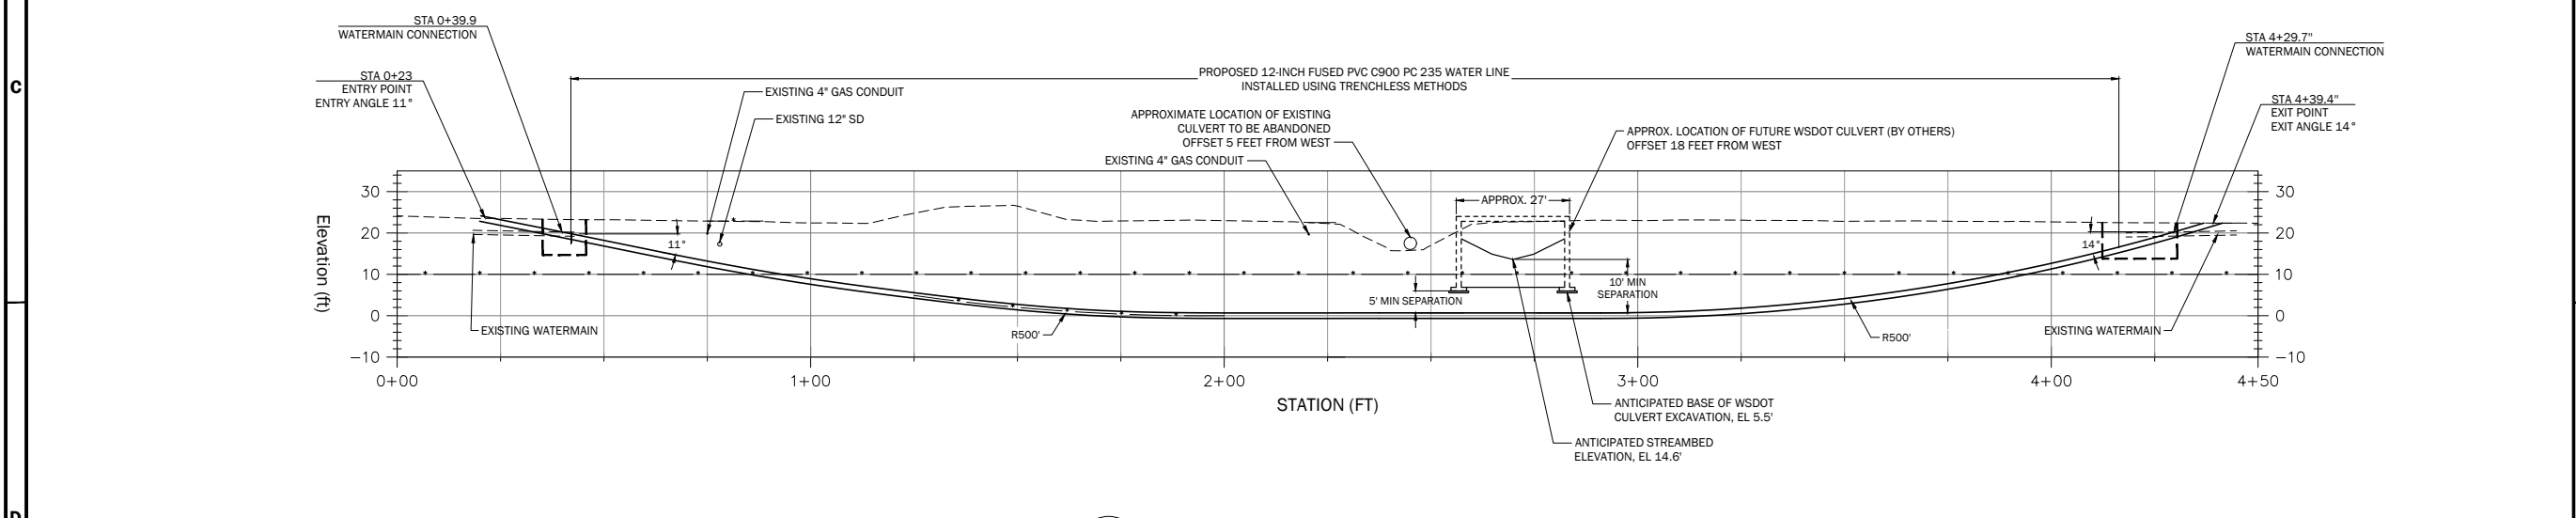 C
STA 0+39.9
WATERMAIN CONNECTION
STA 0+23
ENTRY POINT
ENTRY ANGLE 11°
EXISTING 4" GAS CONDUIT
EXISTING 12" SD
PROPOSED 12-INCH FUSED PVC C900 PC 235 WATER LINE
INSTALLED USING TRENCHLESS METHODS
APPROXIMATE LOCATION OF EXISTING
CULVERT TO BE ABANDONED
OFFSET 5 FEET FROM WEST
EXISTING 4" GAS CONDUIT
APPROX. LOCATION OF FUTURE WSDOT CULVERT (BY OTHERS)
OFFSET 18 FEET FROM WEST
STA 4+29.7"
WATERMAIN CONNECTION
STA 4+39.4"
EXIT POINT
EXIT ANGLE 14°
APPROX. 27'
Elevation (ft)
30
20
10
0
-10
30
20
10
0
-10
11°
14°
5' MIN SEPARATION
10' MIN
SEPARATION
EXISTING WATERMAIN
R500'
R500'
EXISTING WATERMAIN
0+00
1+00
2+00
3+00
4+00
4+50
STATION (FT)
ANTICIPATED BASE OF WSDOT
CULVERT EXCAVATION, EL 5.5'
ANTICIPATED STREAMBED
ELEVATION, EL 14.6'
D